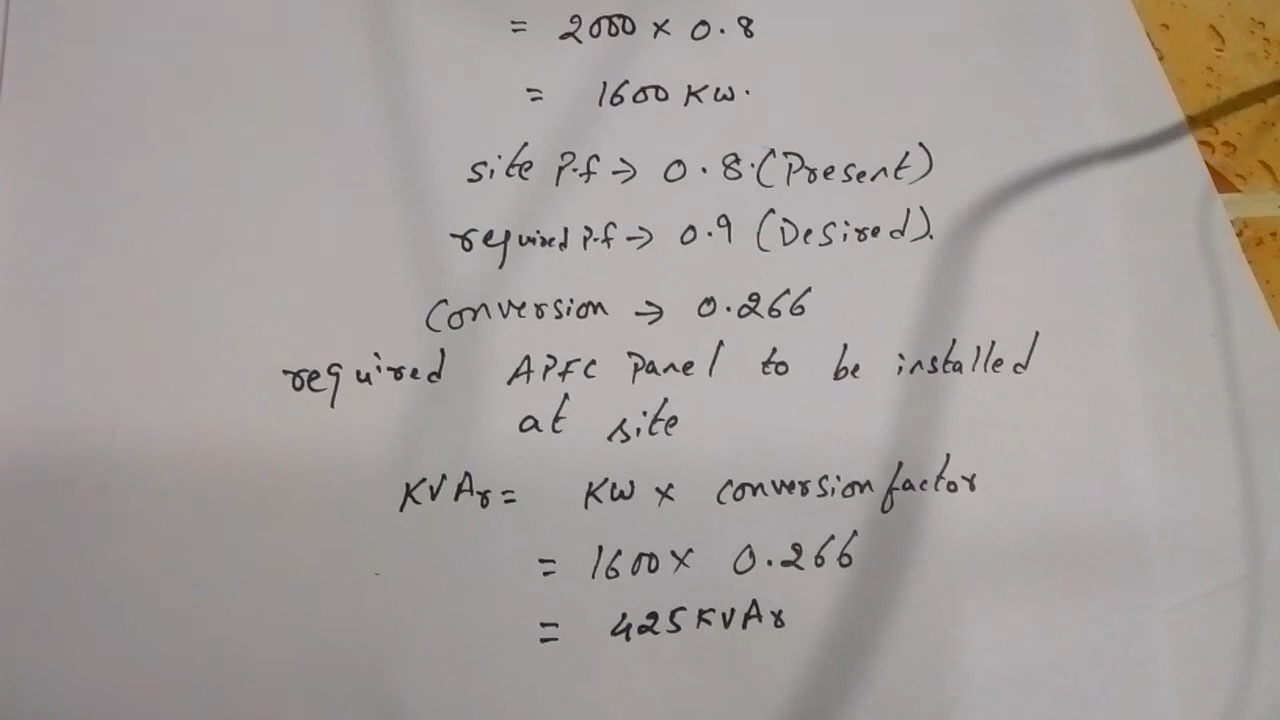 = 2000 x 0.8
= 1600 KW.
site P.f → 0.8.(Present)
required P.f → 0.9 (Desired).
Conversion → 0.266
required APFC panel to be installed
at site
KVAr = KW x conversion factor
= 1600 x 0.266
= 425 KVAr